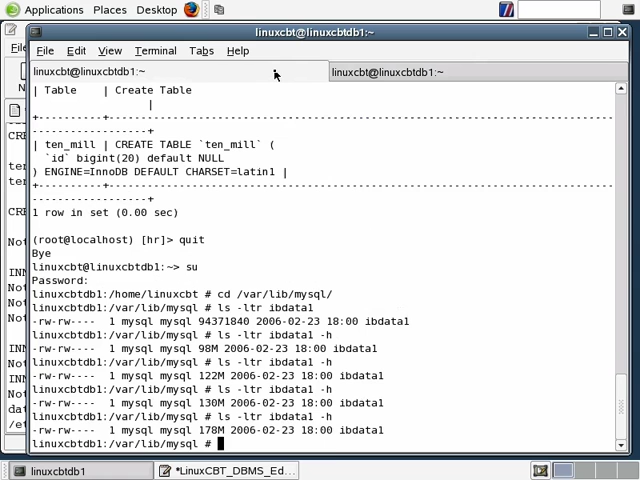 Applications Places Desktop
linuxcbt@linuxcbtdb1:~
File Edit View Terminal Tabs Help
linuxcbt@linuxcbtdb1:~ linuxcbt@linuxcbtdb1:~
| Table    | Create Table
                 |
+----------+---------------------------------------------------------------------------
------------------+
| ten_mill | CREATE TABLE `ten_mill` (
  `id` bigint(20) default NULL
) ENGINE=InnoDB DEFAULT CHARSET=latin1 |
+----------+---------------------------------------------------------------------------
------------------+
1 row in set (0.00 sec)
(root@localhost) [hr]> quit
Bye
linuxcbt@linuxcbtdb1:~> su
Password:
linuxcbtdb1:/home/linuxcbt # cd /var/lib/mysql/
linuxcbtdb1:/var/lib/mysql # ls -ltr ibdata1
-rw-rw----  1 mysql mysql 94371840 2006-02-23 18:00 ibdata1
linuxcbtdb1:/var/lib/mysql # ls -ltr ibdata1 -h
-rw-rw----  1 mysql mysql 98M 2006-02-23 18:00 ibdata1
linuxcbtdb1:/var/lib/mysql # ls -ltr ibdata1 -h
-rw-rw----  1 mysql mysql 122M 2006-02-23 18:00 ibdata1
linuxcbtdb1:/var/lib/mysql # ls -ltr ibdata1 -h
-rw-rw----  1 mysql mysql 130M 2006-02-23 18:00 ibdata1
linuxcbtdb1:/var/lib/mysql # ls -ltr ibdata1 -h
-rw-rw----  1 mysql mysql 178M 2006-02-23 18:00 ibdata1
linuxcbtdb1:/var/lib/mysql #
linuxcbtdb1 *LinuxCBT_DBMS_Ed...